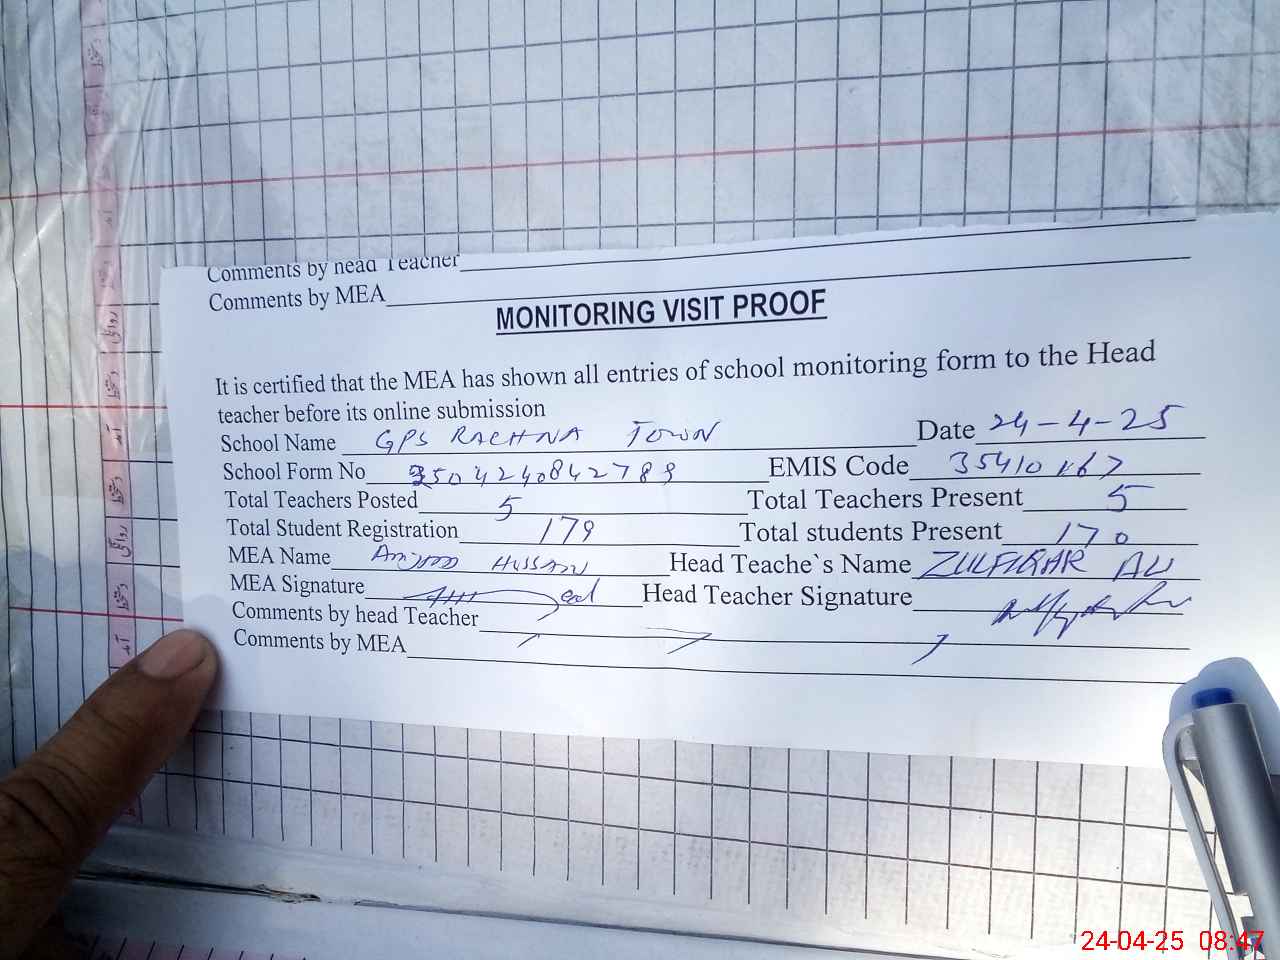 Comments by head Teacher
Comments by MEA
MONITORING VISIT PROOF
It is certified that the MEA has shown all entries of school monitoring form to the Head
teacher before its online submission
School Name GPS RACHNA TOWN Date 24-4-25
School Form No 3504240842789 EMIS Code 35410167
Total Teachers Posted 5 Total Teachers Present 5
Total Student Registration 179 Total students Present 170
MEA Name HUSSAIN Head Teache`s Name ZULFIQAR ALI
MEA Signature Head Teacher Signature
Comments by head Teacher
Comments by MEA
24-04-25 08:47